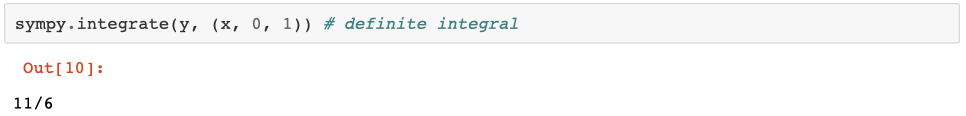 sympy.integrate(y, (x, 0, 1)) # definite integral
Out[10]:
11/6